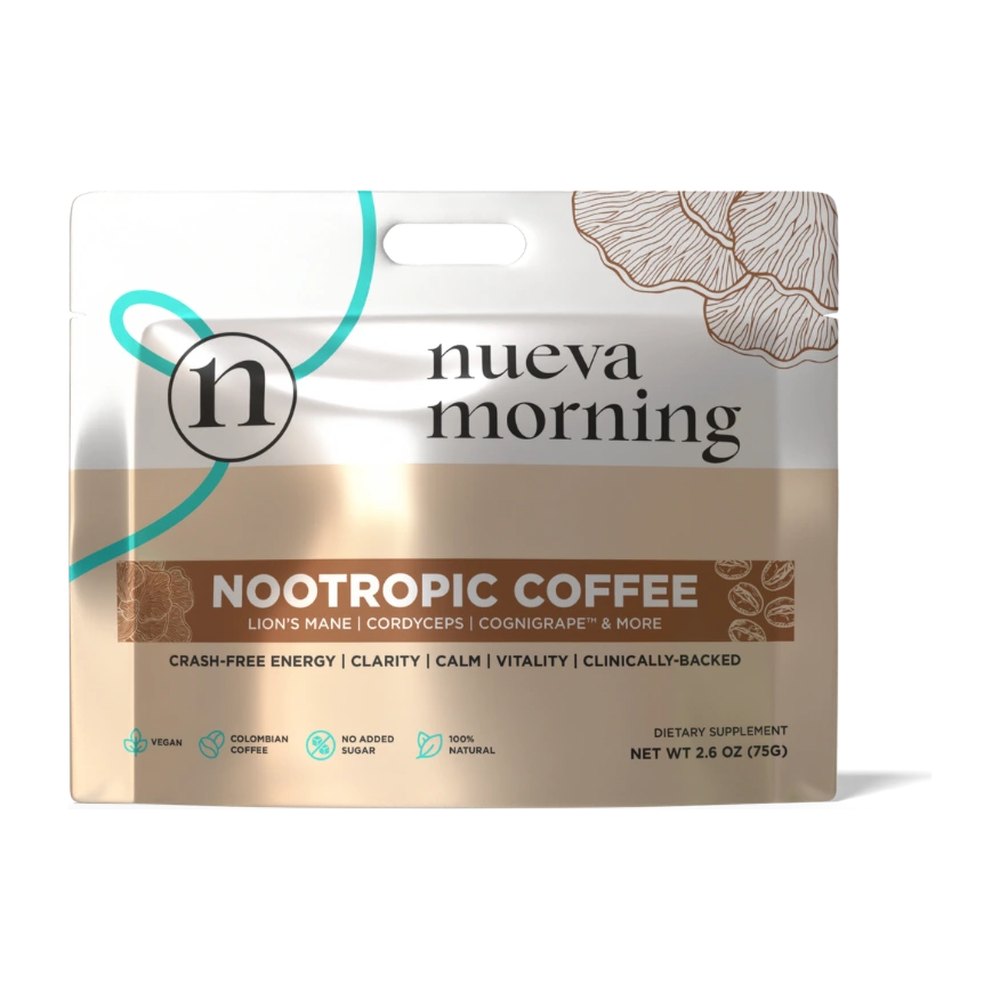 n
nueva
morning
NOOTROPIC COFFEE
LION'S MANE | CORDYCEPS | COGNIGRAPE™ & MORE
CRASH-FREE ENERGY | CLARITY | CALM | VITALITY | CLINICALLY-BACKED
VEGAN
COLOMBIAN
COFFEE
NO ADDED
SUGAR
100%
NATURAL
DIETARY SUPPLEMENT
NET WT 2.6 OZ (75G)